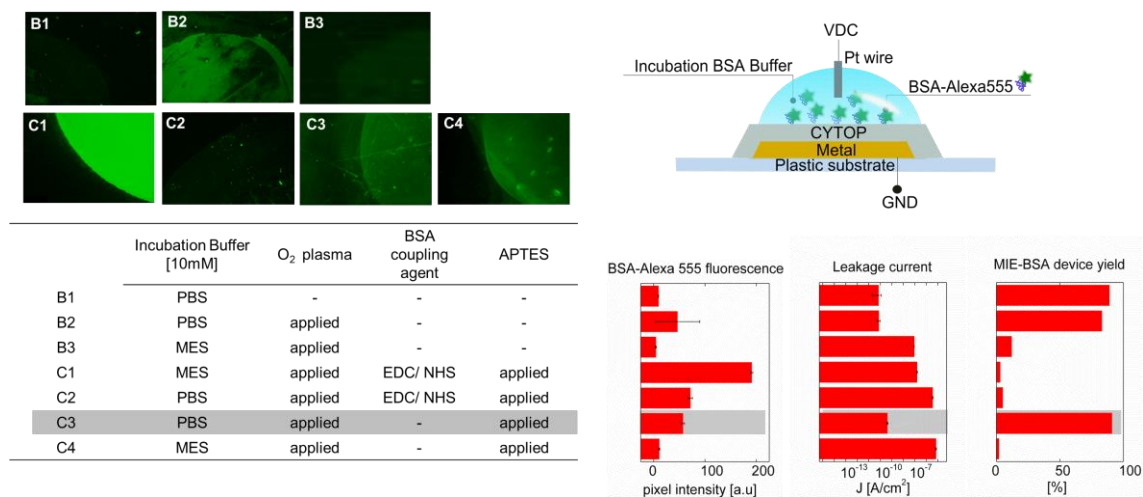 B1 B2 B3
C1 C2 C3 C4
Incubation Buffer [10mM] O₂ plasma BSA coupling agent APTES
B1 PBS - - -
B2 PBS applied - -
B3 MES applied - -
C1 MES applied EDC/ NHS applied
C2 PBS applied EDC/ NHS applied
C3 PBS applied - applied
C4 MES applied - applied
VDC
Pt wire
Incubation BSA Buffer
BSA-Alexa555
CYTOP
Metal
Plastic substrate
GND
BSA-Alexa 555 fluorescence
0 100 200
pixel intensity [a.u]
Leakage current
10⁻¹³ 10⁻¹⁰ 10⁻⁷
J [A/cm²]
MIE-BSA device yield
0 50 100
[%]